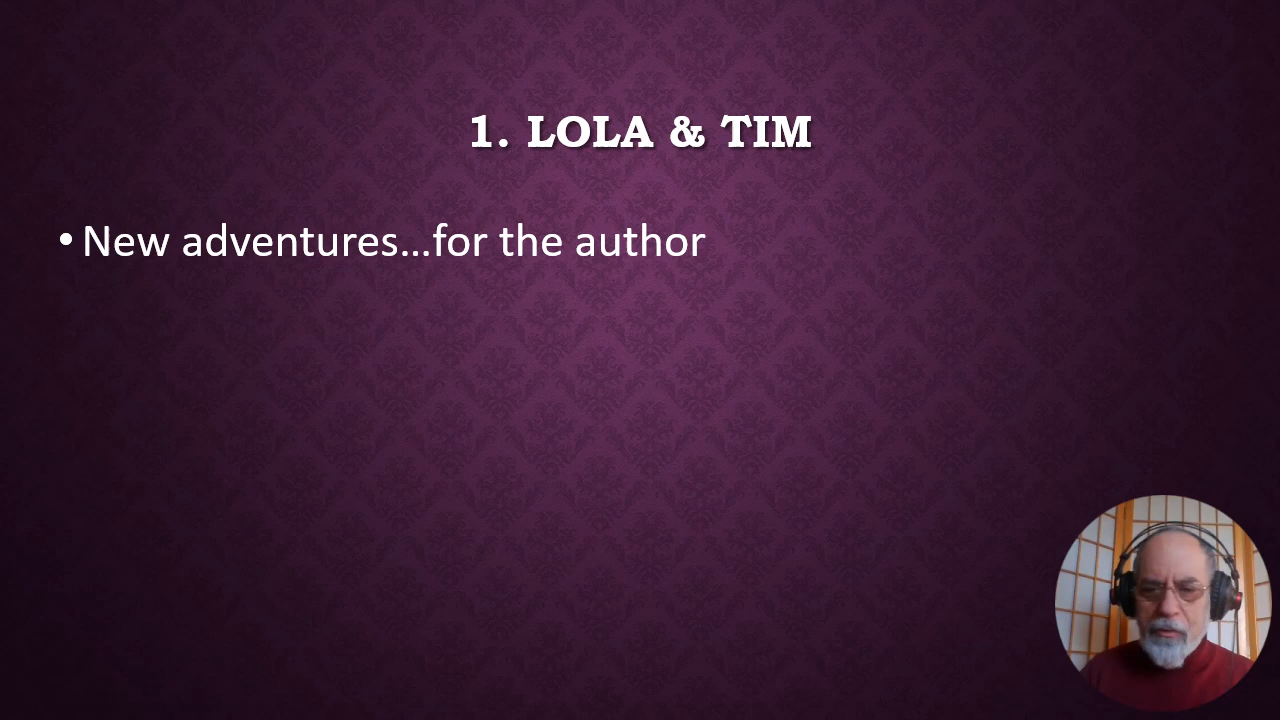 1. LOLA & TIM
• New adventures...for the author